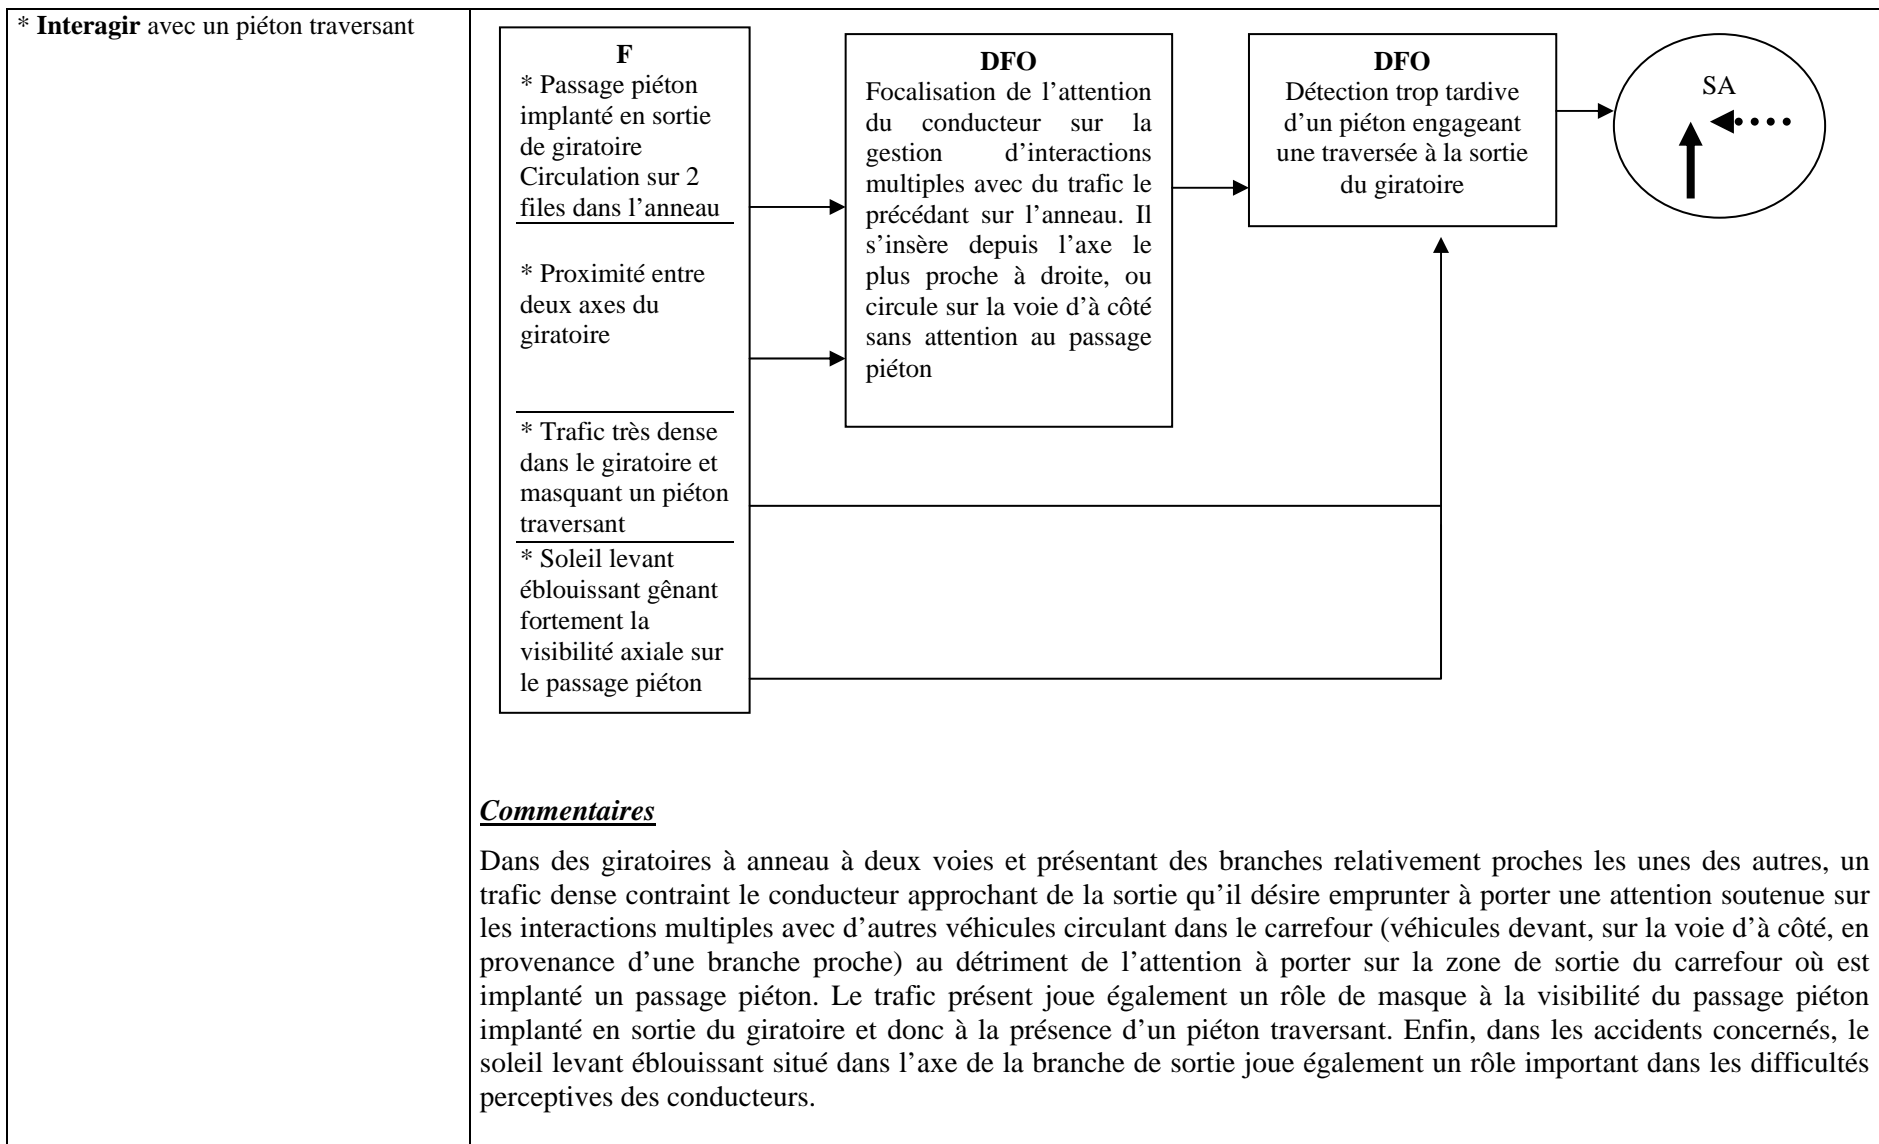 * Interagir avec un piéton traversant
F
* Passage piéton
implanté en sortie
de giratoire
Circulation sur 2
files dans l’anneau
* Proximité entre
deux axes du
giratoire
* Trafic très dense
dans le giratoire et
masquant un piéton
traversant
* Soleil levant
éblouissant gênant
fortement la
visibilité axiale sur
le passage piéton
DFO
Focalisation de l’attention
du conducteur sur la
gestion d’interactions
multiples avec du trafic le
précédant sur l’anneau. Il
s’insère depuis l’axe le
plus proche à droite, ou
circule sur la voie d’à côté
sans attention au passage
piéton
DFO
Détection trop tardive
d’un piéton engageant
une traversée à la sortie
du giratoire
SA
Commentaires
Dans des giratoires à anneau à deux voies et présentant des branches relativement proches les unes des autres, un
trafic dense contraint le conducteur approchant de la sortie qu’il désire emprunter à porter une attention soutenue sur
les interactions multiples avec d’autres véhicules circulant dans le carrefour (véhicules devant, sur la voie d’à côté, en
provenance d’une branche proche) au détriment de l’attention à porter sur la zone de sortie du carrefour où est
implanté un passage piéton. Le trafic présent joue également un rôle de masque à la visibilité du passage piéton
implanté en sortie du giratoire et donc à la présence d’un piéton traversant. Enfin, dans les accidents concernés, le
soleil levant éblouissant situé dans l’axe de la branche de sortie joue également un rôle important dans les difficultés
perceptives des conducteurs.